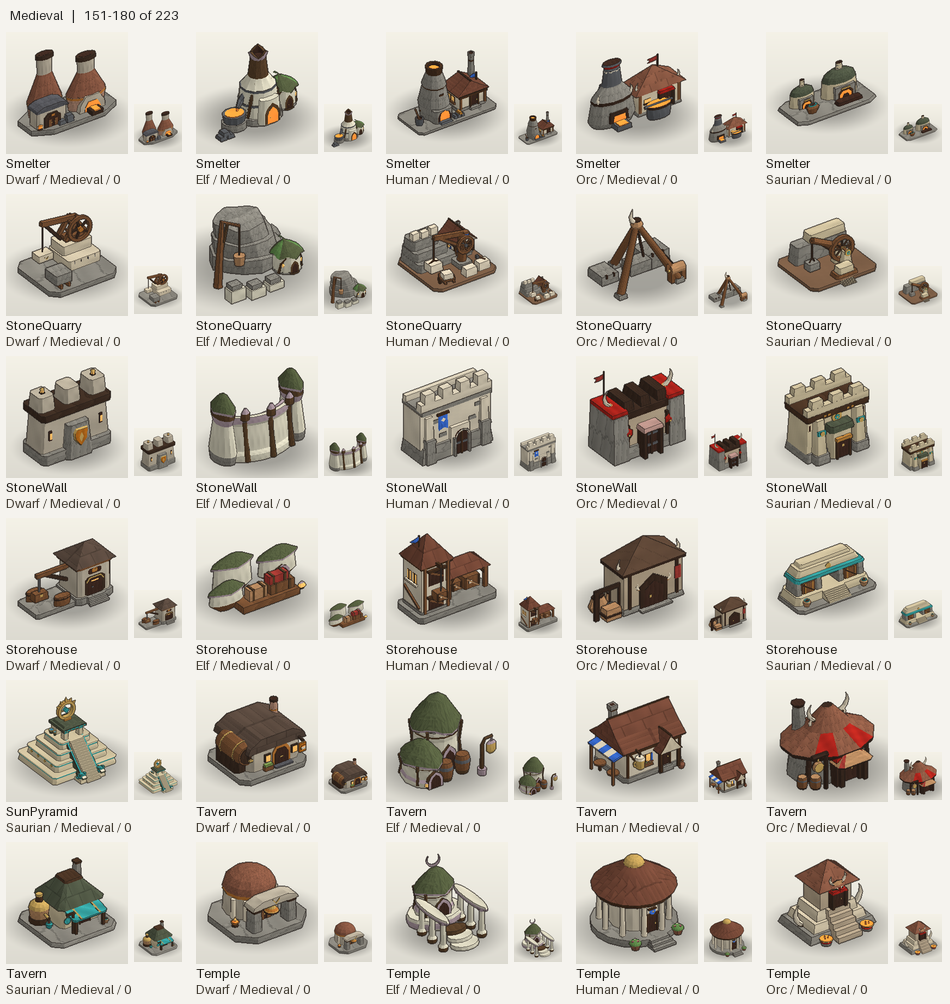 Medieval | 151-180 of 223
Smelter Smelter Smelter Smelter Smelter
Dwarf / Medieval / 0 Elf / Medieval / 0 Human / Medieval / 0 Orc / Medieval / 0 Saurian / Medieval / 0
StoneQuarry StoneQuarry StoneQuarry StoneQuarry StoneQuarry
Dwarf / Medieval / 0 Elf / Medieval / 0 Human / Medieval / 0 Orc / Medieval / 0 Saurian / Medieval / 0
StoneWall StoneWall StoneWall StoneWall StoneWall
Dwarf / Medieval / 0 Elf / Medieval / 0 Human / Medieval / 0 Orc / Medieval / 0 Saurian / Medieval / 0
Storehouse Storehouse Storehouse Storehouse Storehouse
Dwarf / Medieval / 0 Elf / Medieval / 0 Human / Medieval / 0 Orc / Medieval / 0 Saurian / Medieval / 0
SunPyramid Tavern Tavern Tavern Tavern
Saurian / Medieval / 0 Dwarf / Medieval / 0 Elf / Medieval / 0 Human / Medieval / 0 Orc / Medieval / 0
Tavern Temple Temple Temple Temple
Saurian / Medieval / 0 Dwarf / Medieval / 0 Elf / Medieval / 0 Human / Medieval / 0 Orc / Medieval / 0